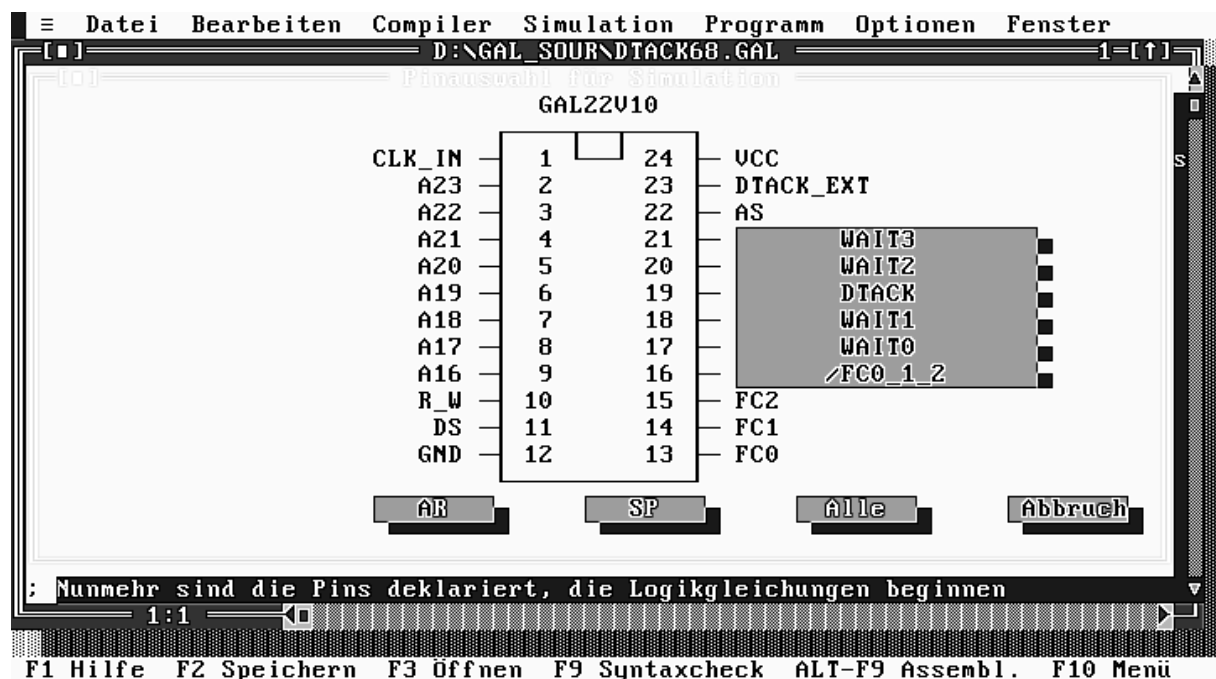 ≡ Datei Bearbeiten Compiler Simulation Programm Optionen Fenster
D:\GAL_SOUR\DTACK68.GAL 1=[↑]
Pinauswahl für Simulation
GAL22V10
CLK_IN 1 24 VCC
A23 2 23 DTACK_EXT
A22 3 22 AS
A21 4 21 WAIT3
A20 5 20 WAIT2
A19 6 19 DTACK
A18 7 18 WAIT1
A17 8 17 WAIT0
A16 9 16 /FC0_1_2
R_W 10 15 FC2
DS 11 14 FC1
GND 12 13 FC0
AR SP Alle Abbruch
s
; Nunmehr sind die Pins deklariert, die Logikgleichungen beginnen
1:1
F1 Hilfe F2 Speichern F3 Öffnen F9 Syntaxcheck ALT-F9 Assembl. F10 Menü